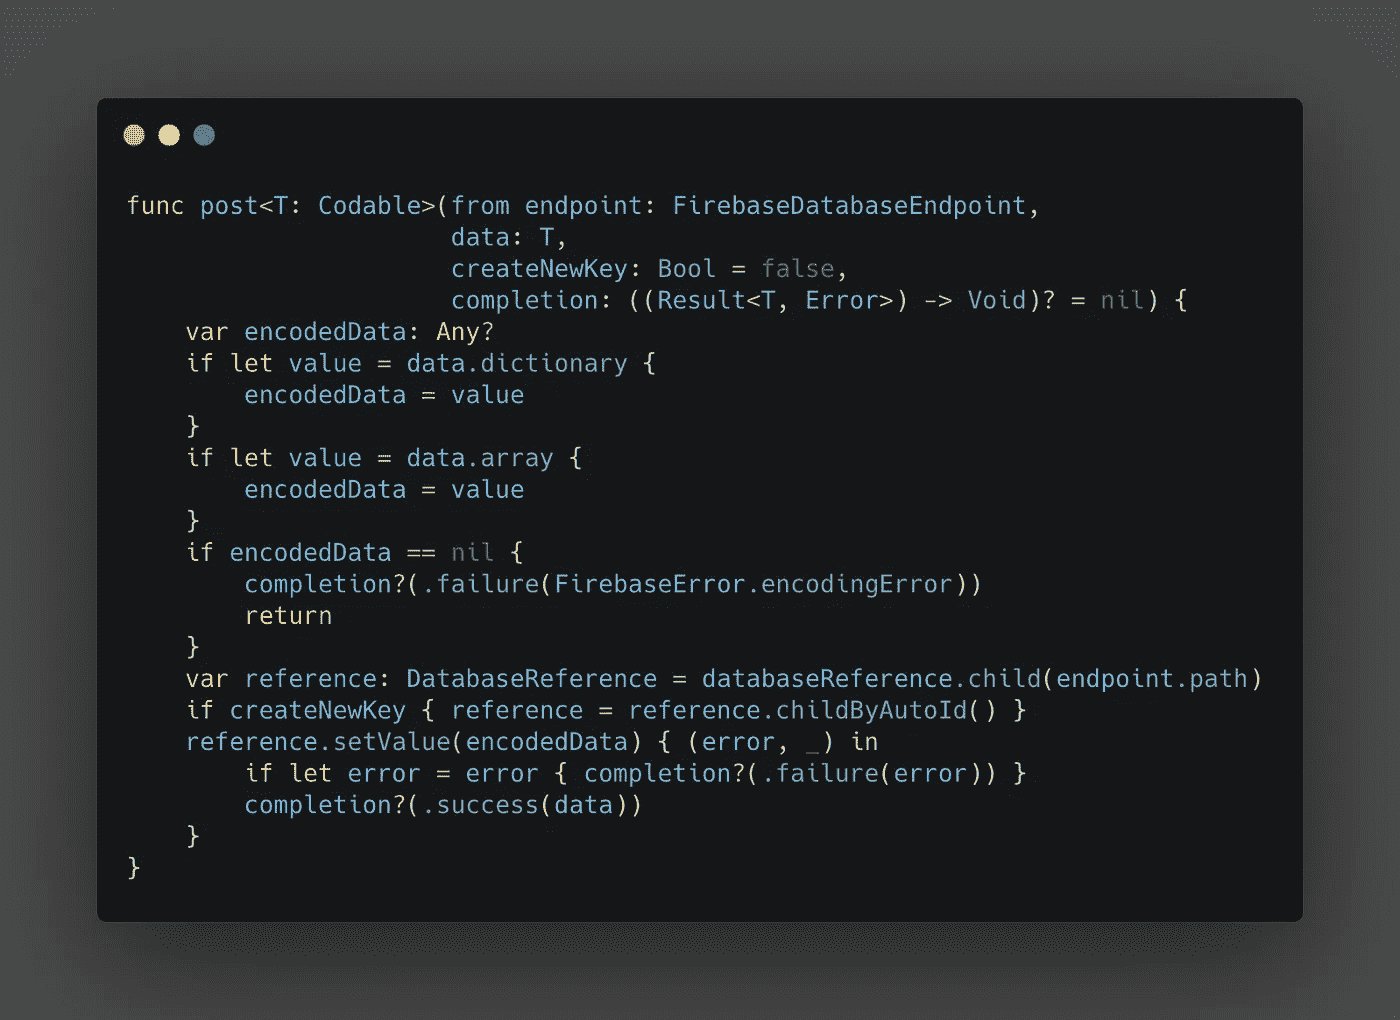 func post<T: Codable>(from endpoint: FirebaseDatabaseEndpoint,
                      data: T,
                      createNewKey: Bool = false,
                      completion: ((Result<T, Error>) -> Void)? = nil) {
    var encodedData: Any?
    if let value = data.dictionary {
        encodedData = value
    }
    if let value = data.array {
        encodedData = value
    }
    if encodedData == nil {
        completion?(.failure(FirebaseError.encodingError))
        return
    }
    var reference: DatabaseReference = databaseReference.child(endpoint.path)
    if createNewKey { reference = reference.childByAutoId() }
    reference.setValue(encodedData) { (error, _) in
        if let error = error { completion?(.failure(error)) }
        completion?(.success(data))
    }
}